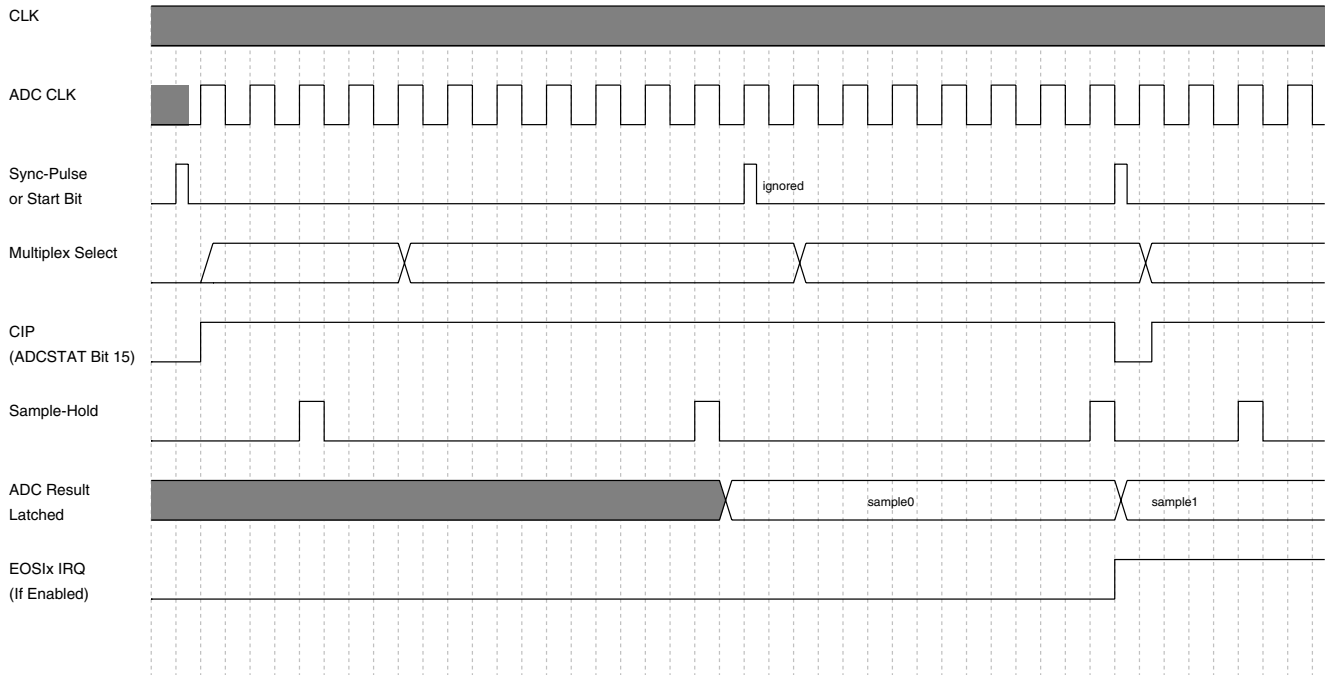 CLK
ADC CLK
Sync-Pulse
or Start Bit
ignored
Multiplex Select
CIP
(ADCSTAT Bit 15)
Sample-Hold
ADC Result
Latched
sample0
sample1
EOSIx IRQ
(If Enabled)